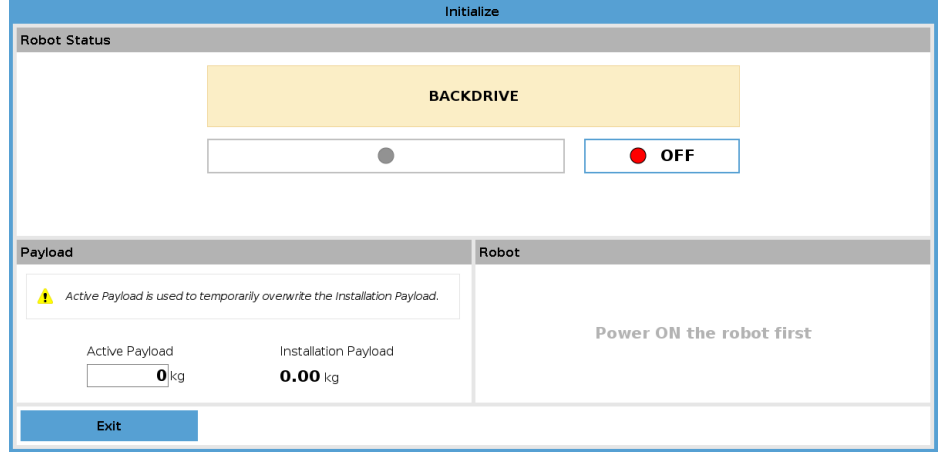 Initialize
Robot Status
BACKDRIVE
OFF
Payload
Active Payload is used to temporarily overwrite the Installation Payload.
Active Payload
Installation Payload
0 kg
0.00 kg
Robot
Power ON the robot first
Exit